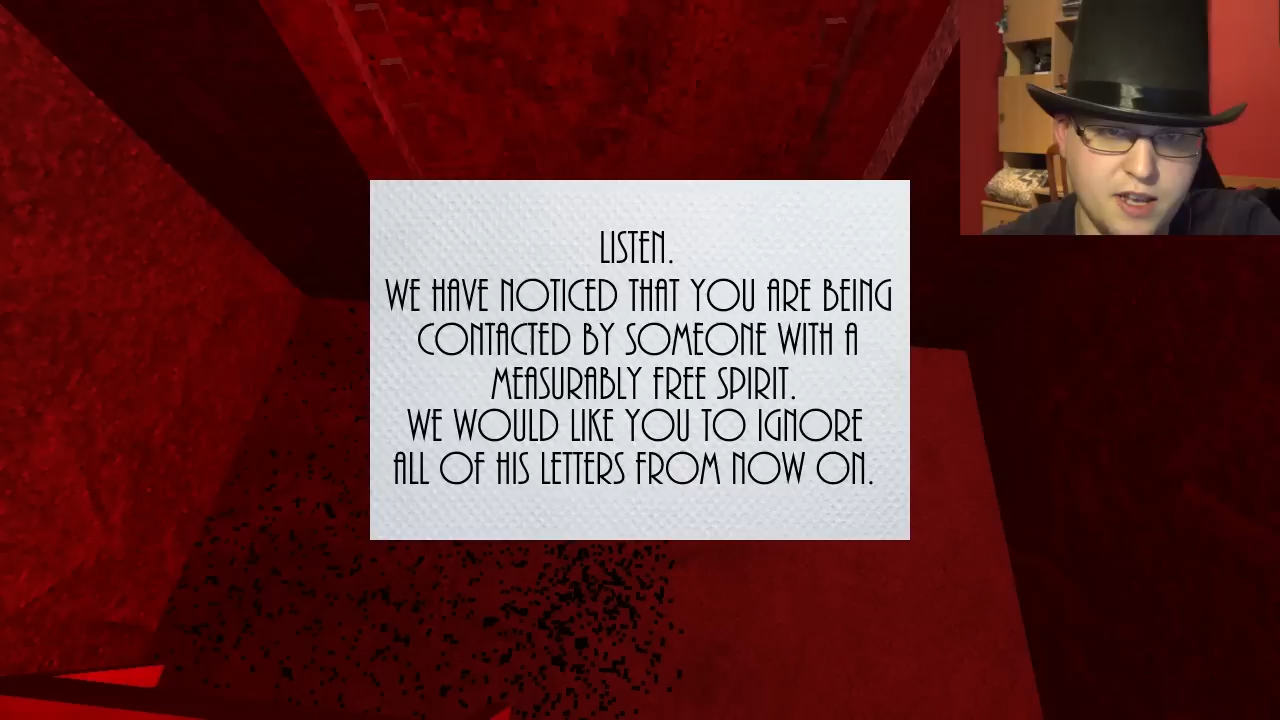 LISTEN.
WE HAVE NOTICED THAT YOU ARE BEING
CONTACTED BY SOMEONE WITH A
MEASURABLY FREE SPIRIT.
WE WOULD LIKE YOU TO IGNORE
ALL OF HIS LETTERS FROM NOW ON.